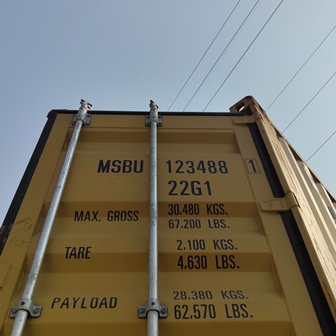 MSBU 123488 1
22G1
MAX. GROSS 30.480 KGS.
67.200 LBS.
TARE 2.100 KGS.
4.630 LBS.
PAYLOAD 28.380 KGS.
62.570 LBS.